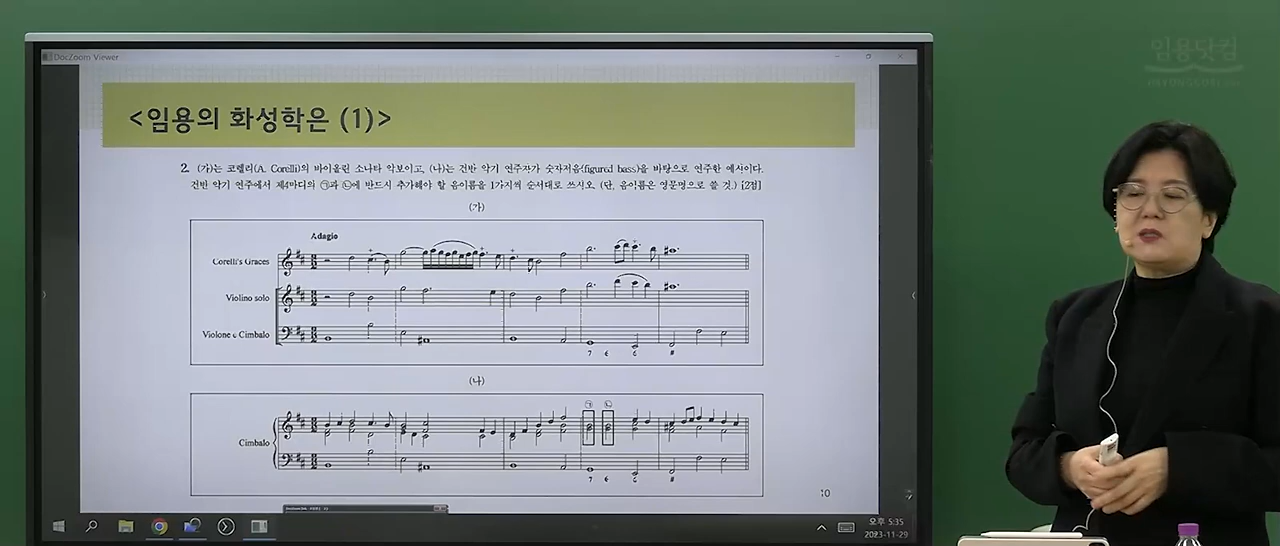 DocZoom Viewer
임용닷컴
<임용의 화성학은 (1)>
2. (가)는 코렐리(A. Corelli)의 바이올린 소나타 악보이고, (나)는 건반 악기 연주자가 숫자저음(figured bass)을 바탕으로 연주한 예시이다.
건반 악기 연주에서 제4마디의 ㉠과 ㉡에 반드시 추가해야 할 음이름을 1가지씩 순서대로 쓰시오. (단, 음이름은 영문명으로 쓸 것.) [2점]
(가)
Adagio
Corelli's Graces
Violino solo
Violone e Cimbalo
7 6 6 #
(나)
㉠ ㉡
Cimbalo
7 6 6 #
10
오후 5:35
2023-11-29